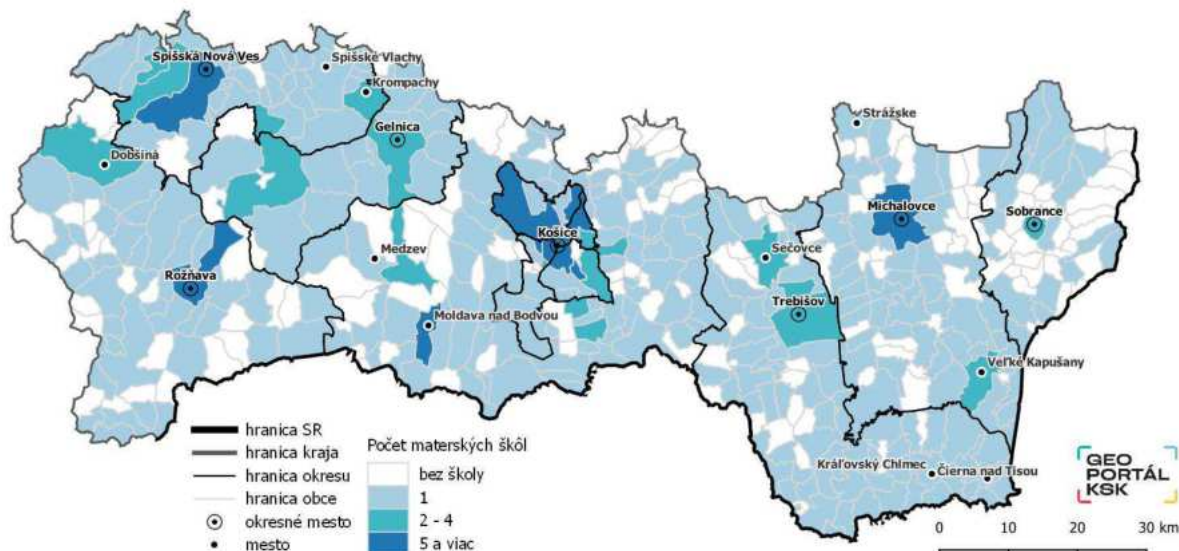 Spišská Nová Ves
Spišské Vlachy
Krompachy
Gelnica
Dobšiná
Strážske
Michalovce
Sobrance
Košice
Medzev
Sečovce
Rožňava
Trebišov
Moldava nad Bodvou
Veľké Kapušany
Kráľovský Chlmec
Čierna nad Tisou
hranica SR
hranica kraja
hranica okresu
hranica obce
okresné mesto
mesto
Počet materských škôl
bez školy
1
2 - 4
5 a viac
GEO
PORTÁL
KSK
0 10 20 30 km